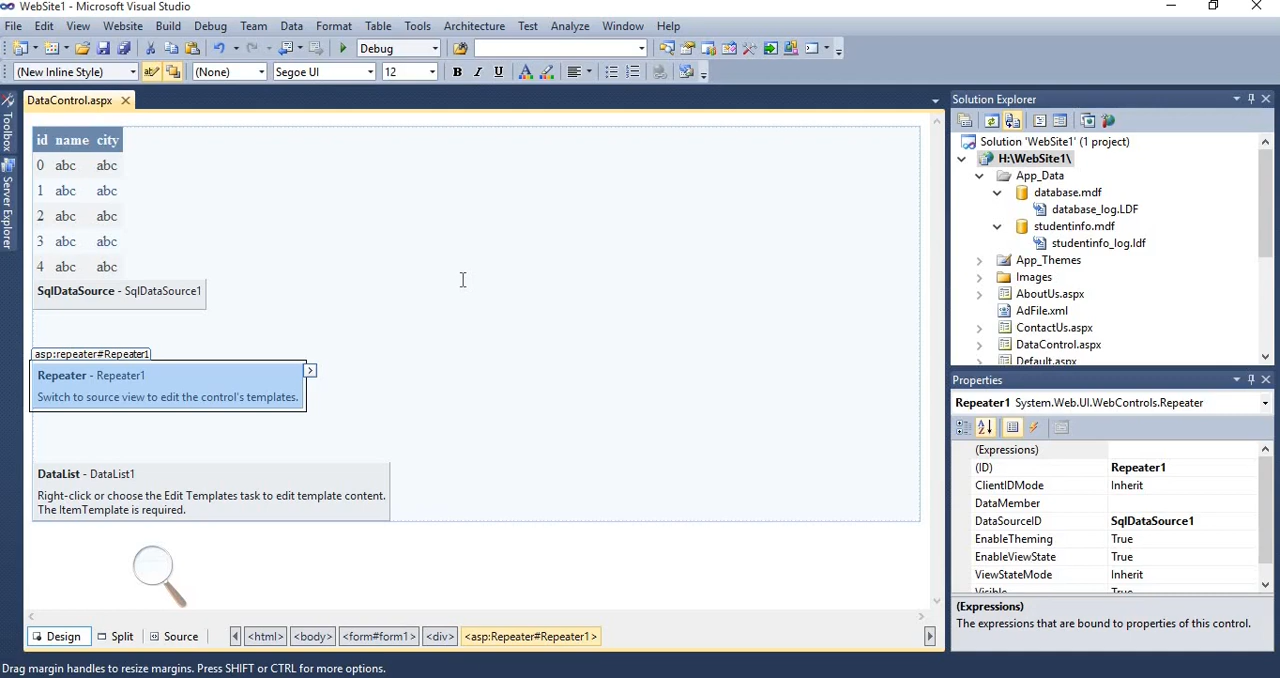 WebSite1 - Microsoft Visual Studio
File Edit View Website Build Debug Team Data Format Table Tools Architecture Test Analyze Window Help
Debug
(New Inline Style) (None) Segoe UI 12 B I U A
DataControl.aspx
Toolbox
Server Explorer
id name city
0 abc abc
1 abc abc
2 abc abc
3 abc abc
4 abc abc
SqlDataSource - SqlDataSource1
asp:repeater#Repeater1
Repeater - Repeater1
Switch to source view to edit the control's templates.
DataList - DataList1
Right-click or choose the Edit Templates task to edit template content.
The ItemTemplate is required.
Design Split Source <html> <body> <form#form1> <div> <asp:Repeater#Repeater1>
Drag margin handles to resize margins. Press SHIFT or CTRL for more options.
Solution Explorer
Solution 'WebSite1' (1 project)
H:\WebSite1\
App_Data
database.mdf
database_log.LDF
studentinfo.mdf
studentinfo_log.ldf
App_Themes
Images
AboutUs.aspx
AdFile.xml
ContactUs.aspx
DataControl.aspx
Default.aspx
Properties
Repeater1 System.Web.UI.WebControls.Repeater
(Expressions)
(ID) Repeater1
ClientIDMode Inherit
DataMember
DataSourceID SqlDataSource1
EnableTheming True
EnableViewState True
ViewStateMode Inherit
Visible True
(Expressions)
The expressions that are bound to properties of this control.